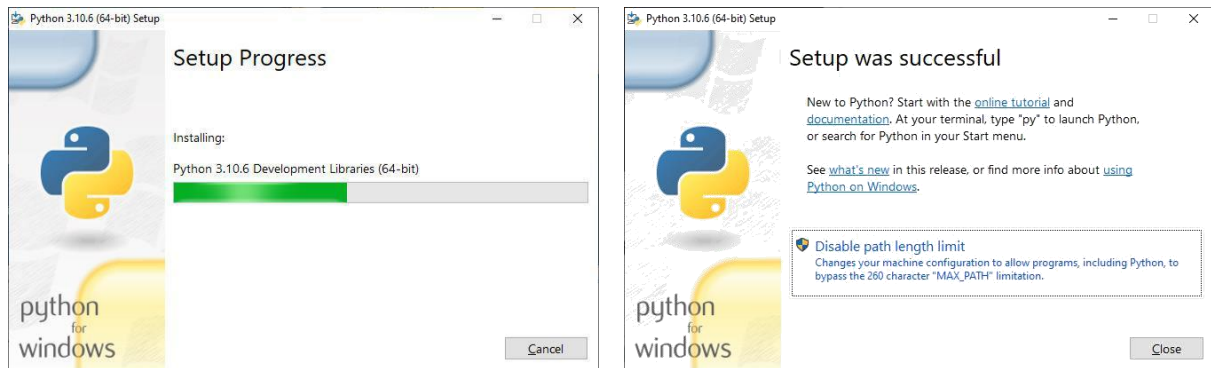 Python 3.10.6 (64-bit) Setup
Setup Progress
Installing:
Python 3.10.6 Development Libraries (64-bit)
python
for
windows
Cancel
Python 3.10.6 (64-bit) Setup
Setup was successful
New to Python? Start with the online tutorial and
documentation. At your terminal, type "py" to launch Python,
or search for Python in your Start menu.
See what's new in this release, or find more info about using
Python on Windows.
Disable path length limit
Changes your machine configuration to allow programs, including Python, to
bypass the 260 character "MAX_PATH" limitation.
python
for
windows
Close